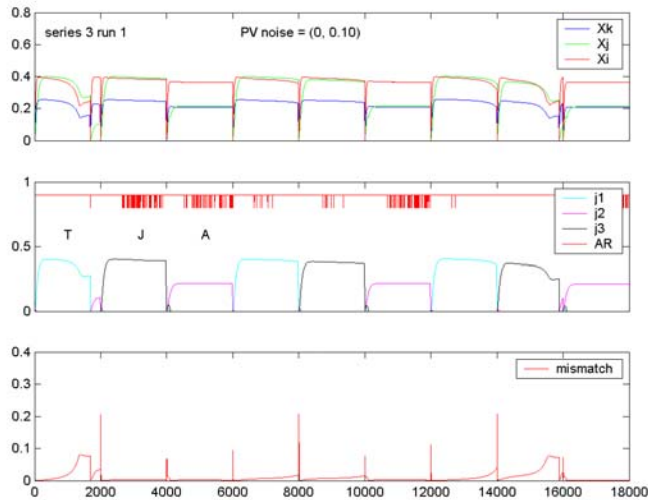 series 3 run 1
PV noise = (0, 0.10)
Xk
Xj
Xi
0.8
0.6
0.4
0.2
0
1
0.5
0
T
J
A
j1
j2
j3
AR
0.4
0.3
0.2
0.1
0
mismatch
0 2000 4000 6000 8000 10000 12000 14000 16000 18000